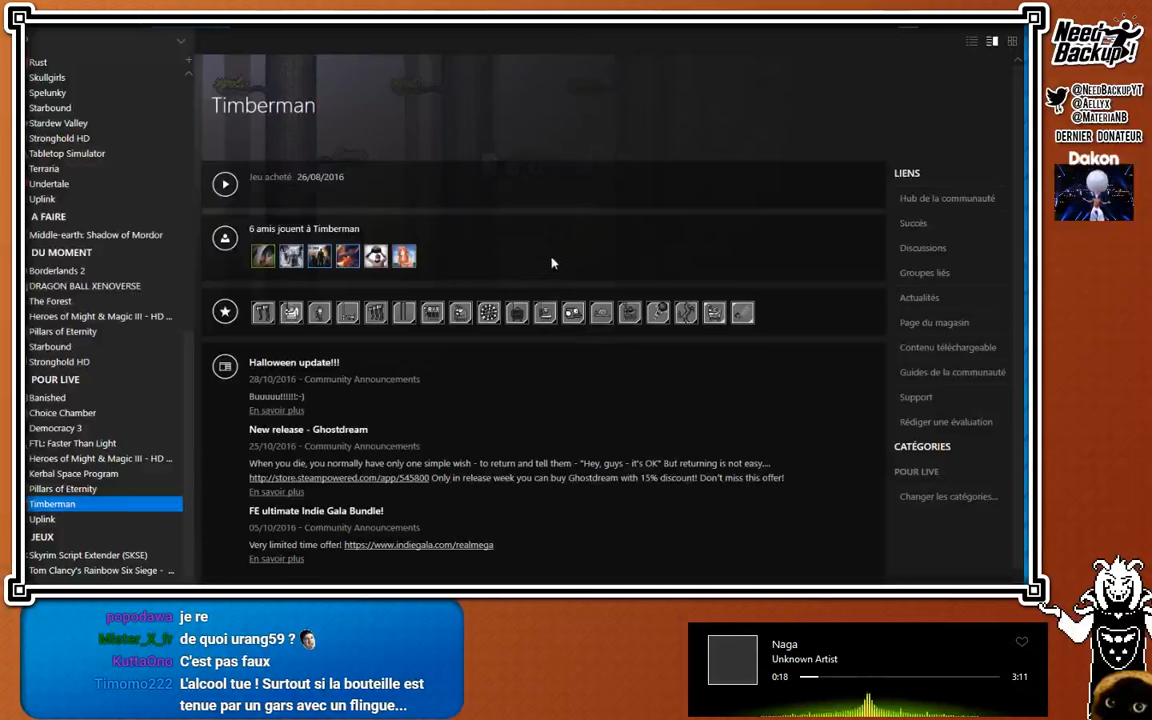 Rust
Skullgirls
Spelunky
Starbound
Stardew Valley
Stronghold HD
Tabletop Simulator
Terraria
Undertale
Uplink
A FAIRE
Middle-earth: Shadow of Mordor
DU MOMENT
Borderlands 2
DRAGON BALL XENOVERSE
The Forest
Heroes of Might & Magic III - HD ...
Pillars of Eternity
Starbound
Stronghold HD
POUR LIVE
Banished
Choice Chamber
Democracy 3
FTL: Faster Than Light
Heroes of Might & Magic III - HD ...
Kerbal Space Program
Pillars of Eternity
Timberman
Uplink
JEUX
Skyrim Script Extender (SKSE)
Tom Clancy's Rainbow Six Siege - ...
Timberman
Jeu acheté 26/08/2016
6 amis jouent à Timberman
Halloween update!!!
28/10/2016 - Community Announcements
Buuuuu!!!!!!:-)
En savoir plus
New release - Ghostdream
25/10/2016 - Community Announcements
When you die, you normally have only one simple wish - to return and tell them - "Hey, guys - it's OK" But returning is not easy....
http://store.steampowered.com/app/545800 Only in release week you can buy Ghostdream with 15% discount! Don't miss this offer!
En savoir plus
FE ultimate Indie Gala Bundle!
05/10/2016 - Community Announcements
Very limited time offer! https://www.indiegala.com/realmega
En savoir plus
LIENS
Hub de la communauté
Succès
Discussions
Groupes liés
Actualités
Page du magasin
Contenu téléchargeable
Guides de la communauté
Support
Rédiger une évaluation
CATÉGORIES
POUR LIVE
Changer les catégories...
Need
Backup!
@NeedBackupYT
@Aellyx
@MateriaNB
DERNIER DONATEUR
Dakon
popodawa je re
Mister_X_fr de quoi urang59 ?
KuttaOno C'est pas faux
Timomo222 L'alcool tue ! Surtout si la bouteille est
tenue par un gars avec un flingue...
Naga
Unknown Artist
0:18 3:11